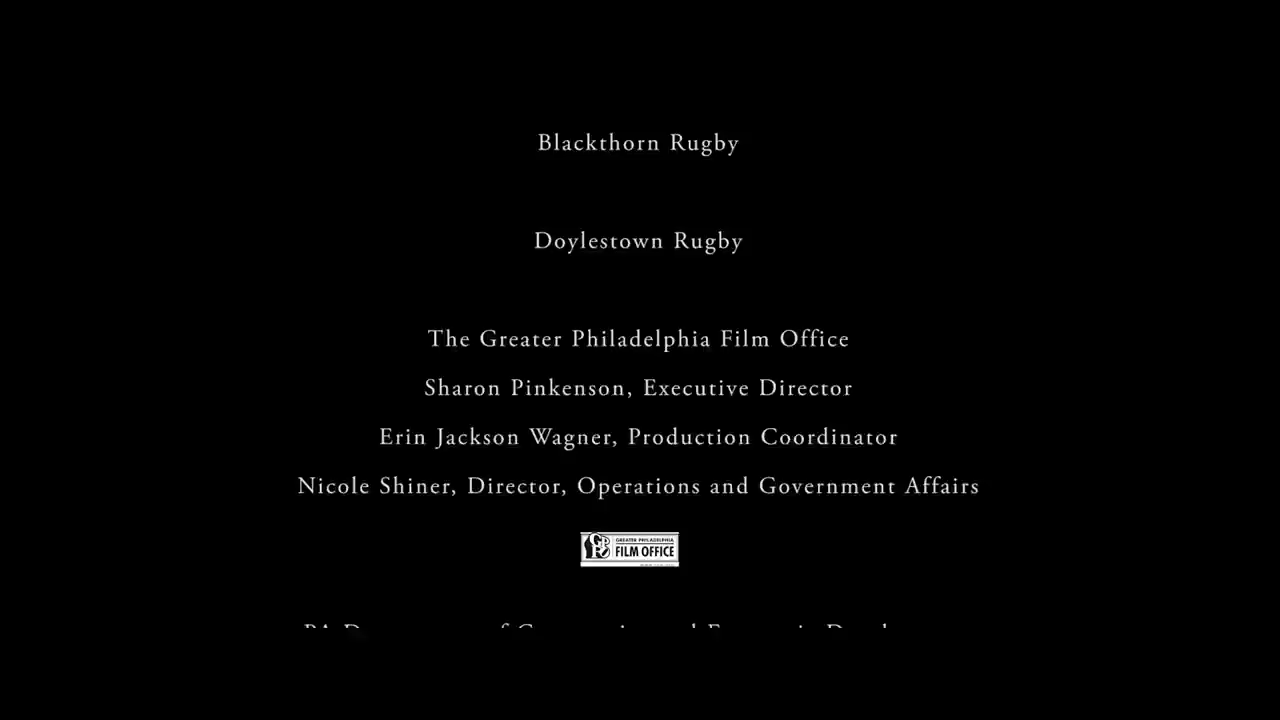 Blackthorn Rugby
Doylestown Rugby
The Greater Philadelphia Film Office
Sharon Pinkenson, Executive Director
Erin Jackson Wagner, Production Coordinator
Nicole Shiner, Director, Operations and Government Affairs
GREATER PHILADELPHIA
FILM OFFICE